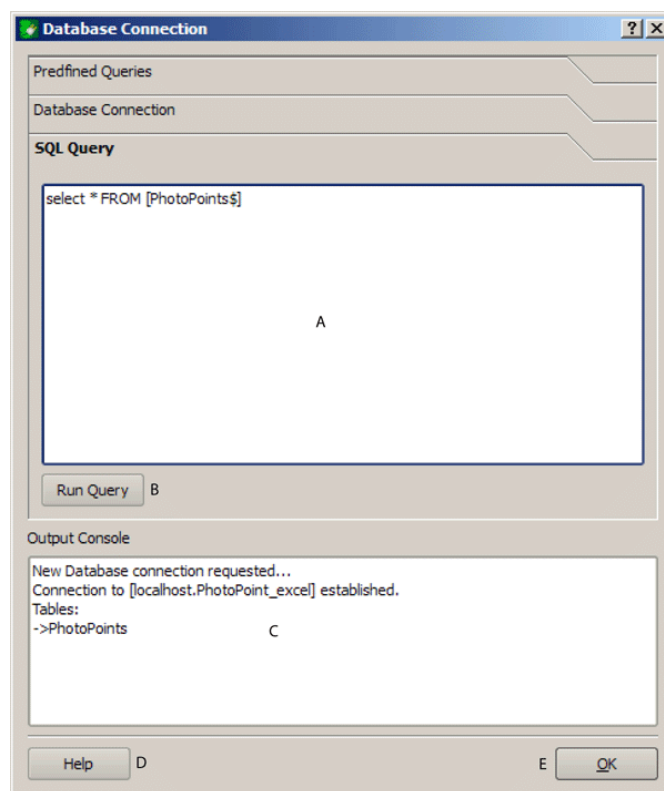 Database Connection
Predfined Queries
Database Connection
SQL Query
select * FROM [PhotoPoints$]
A
Run Query B
Output Console
New Database connection requested...
Connection to [localhost.PhotoPoint_excel] established.
Tables:
->PhotoPoints
C
Help D E OK